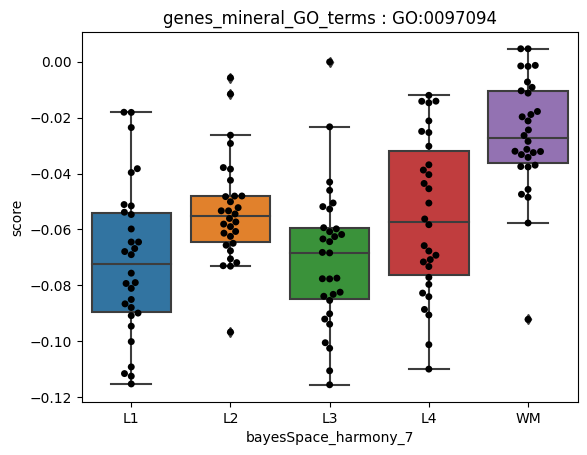 genes_mineral_GO_terms : GO:0097094
0.00
−0.02
−0.04
−0.06
−0.08
−0.10
−0.12
score
L1 L2 L3 L4 WM
bayesSpace_harmony_7